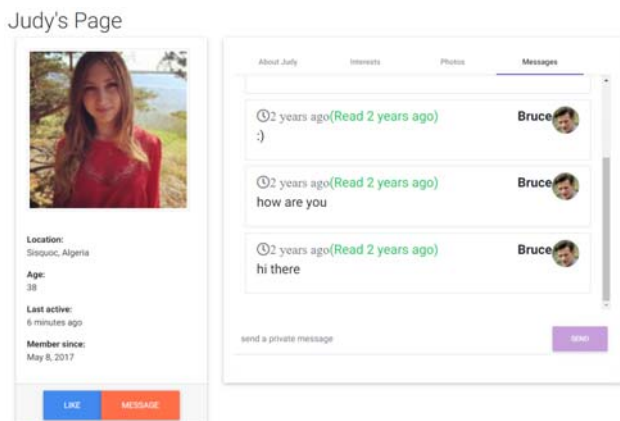 Judy's Page
Location:
Sisquoc, Algeria
Age:
38
Last active:
6 minutes ago
Member since:
May 8, 2017
LIKE
MESSAGE
About Judy
Interests
Photos
Messages
2 years ago(Read 2 years ago) Bruce
:)
2 years ago(Read 2 years ago) Bruce
how are you
2 years ago(Read 2 years ago) Bruce
hi there
send a private message
SEND